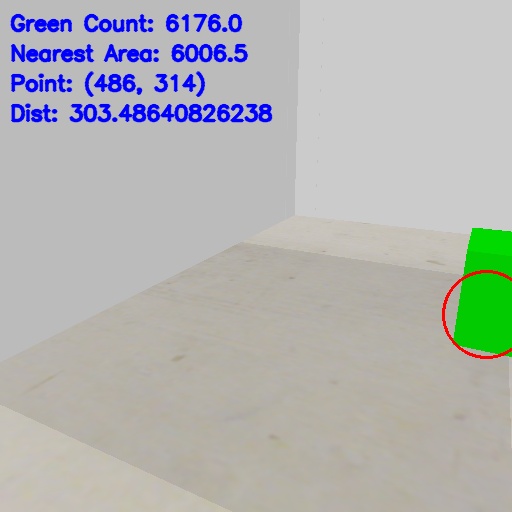 Green Count: 6176.0
Nearest Area: 6006.5
Point: (486, 314)
Dist: 303.48640826238